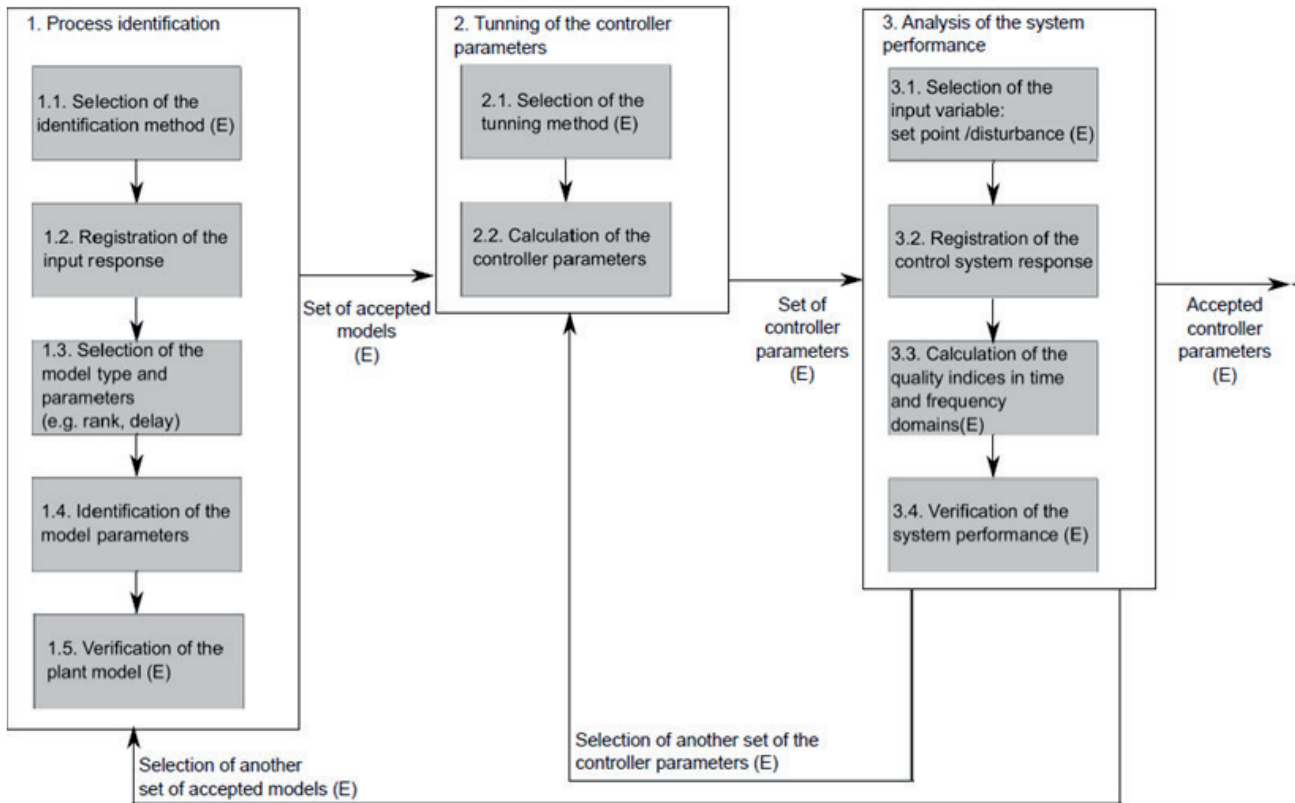 1. Process identification
1.1. Selection of the
identification method (E)
1.2. Registration of the
input response
1.3. Selection of the
model type and
parameters
(e.g. rank, delay)
1.4. Identification of the
model parameters
1.5. Verification of the
plant model (E)
Set of accepted
models
(E)
2. Tunning of the controller
parameters
2.1. Selection of the
tunning method (E)
2.2. Calculation of the
controller parameters
Set of
controller
parameters
(E)
3. Analysis of the system
performance
3.1. Selection of the
input variable:
set point /disturbance (E)
3.2. Registration of the
control system response
3.3. Calculation of the
quality indices in time
and frequency
domains(E)
3.4. Verification of the
system performance (E)
Accepted
controller
parameters
(E)
Selection of another set of the
controller parameters (E)
Selection of another
set of accepted models (E)